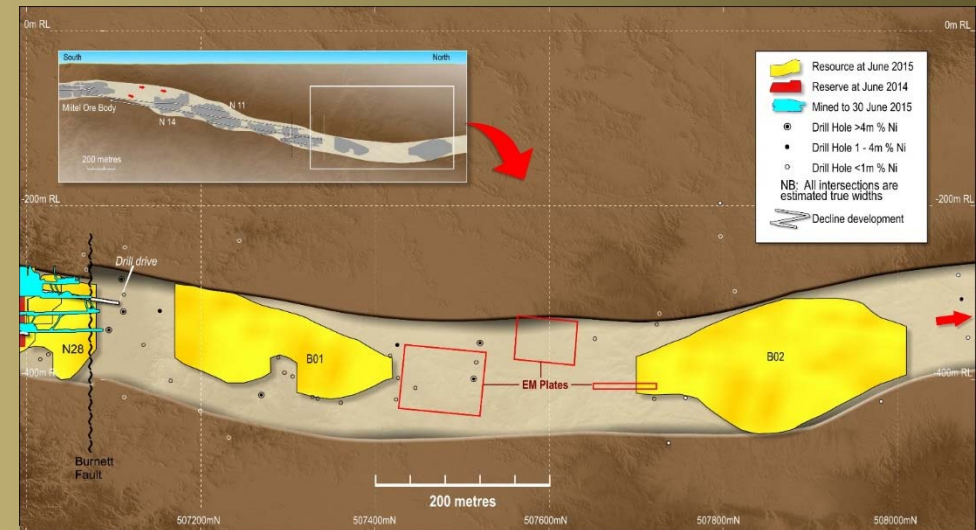 0m RL
0m RL
South
North
Miitel Ore Body
N 11
N 14
200 metres
Resource at June 2015
Reserve at June 2014
Mined to 30 June 2015
Drill Hole >4m % Ni
Drill Hole 1 - 4m % Ni
Drill Hole <1m % Ni
NB; All intersections are
estimated true widths
Decline development
-200m RL
-200m RL
Drill drive
N28
B01
B02
EM Plates
-400m RL
-400m RL
Burnett
Fault
200 metres
507200mN
507400mN
507600mN
507800mN
508000mN